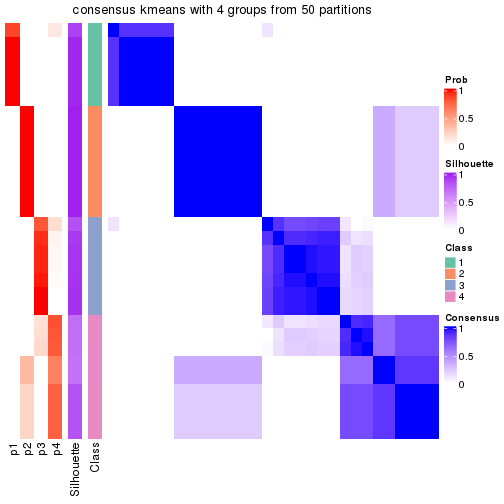 consensus kmeans with 4 groups from 50 partitions
Prob
1
0.5
0
Silhouette
1
0.5
0
Class
1
2
3
4
Consensus
1
0.5
0
p1
p2
p3
p4
Silhouette
Class